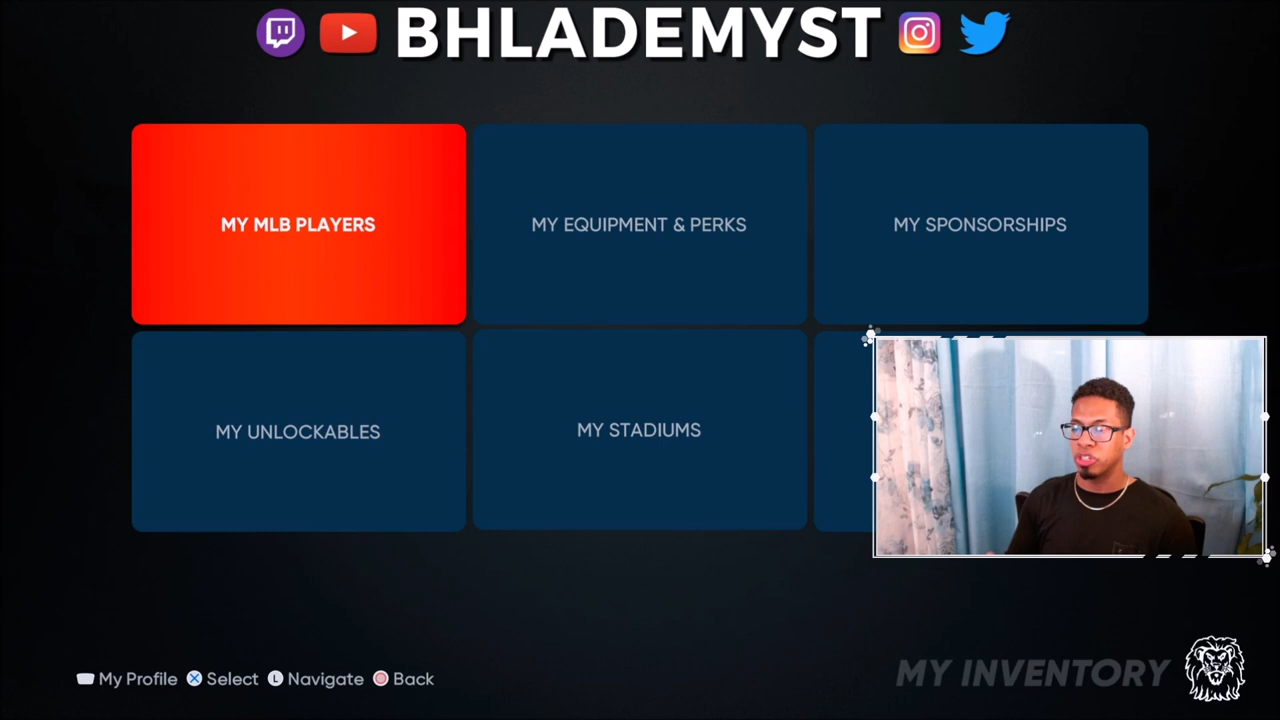 BHLADEMYST
MY MLB PLAYERS
MY EQUIPMENT & PERKS
MY SPONSORSHIPS
MY UNLOCKABLES
MY STADIUMS
My Profile
Select
L
Navigate
Back
MY INVENTORY